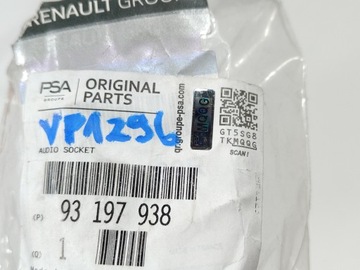 RENAULT GROU
PSA
GROUPE
ORIGINAL
PARTS
VP1296
AUDIO SOCKET
qr.groupe-psa.com
GT5SG8
TKMQQG
SCAN!
(P) 93 197 938
(Q) 1